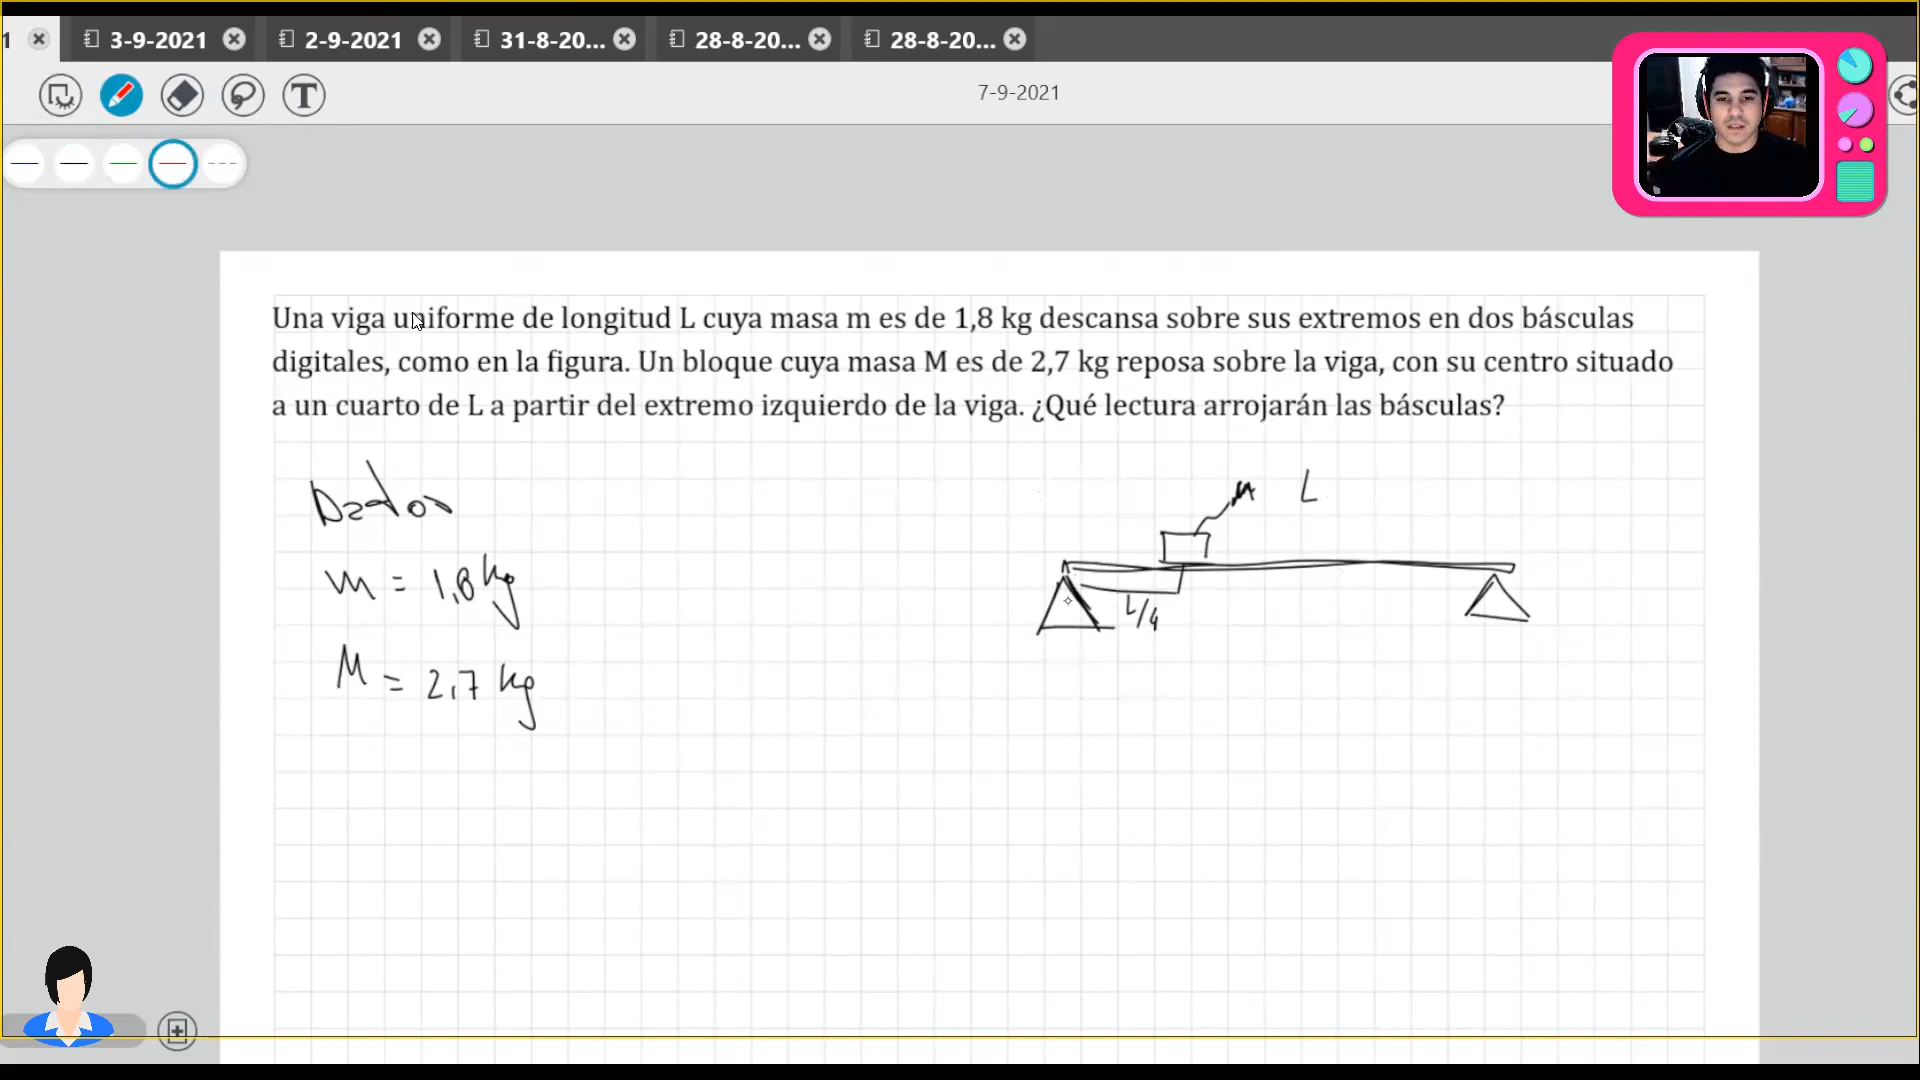 1
3-9-2021
2-9-2021
31-8-20...
28-8-20...
28-8-20...
T
7-9-2021
Una viga uniforme de longitud L cuya masa m es de 1,8 kg descansa sobre sus extremos en dos básculas
digitales, como en la figura. Un bloque cuya masa M es de 2,7 kg reposa sobre la viga, con su centro situado
a un cuarto de L a partir del extremo izquierdo de la viga. ¿Qué lectura arrojarán las básculas?
Datos
m = 1,8 kg
M = 2,7 kg
M L
L/4